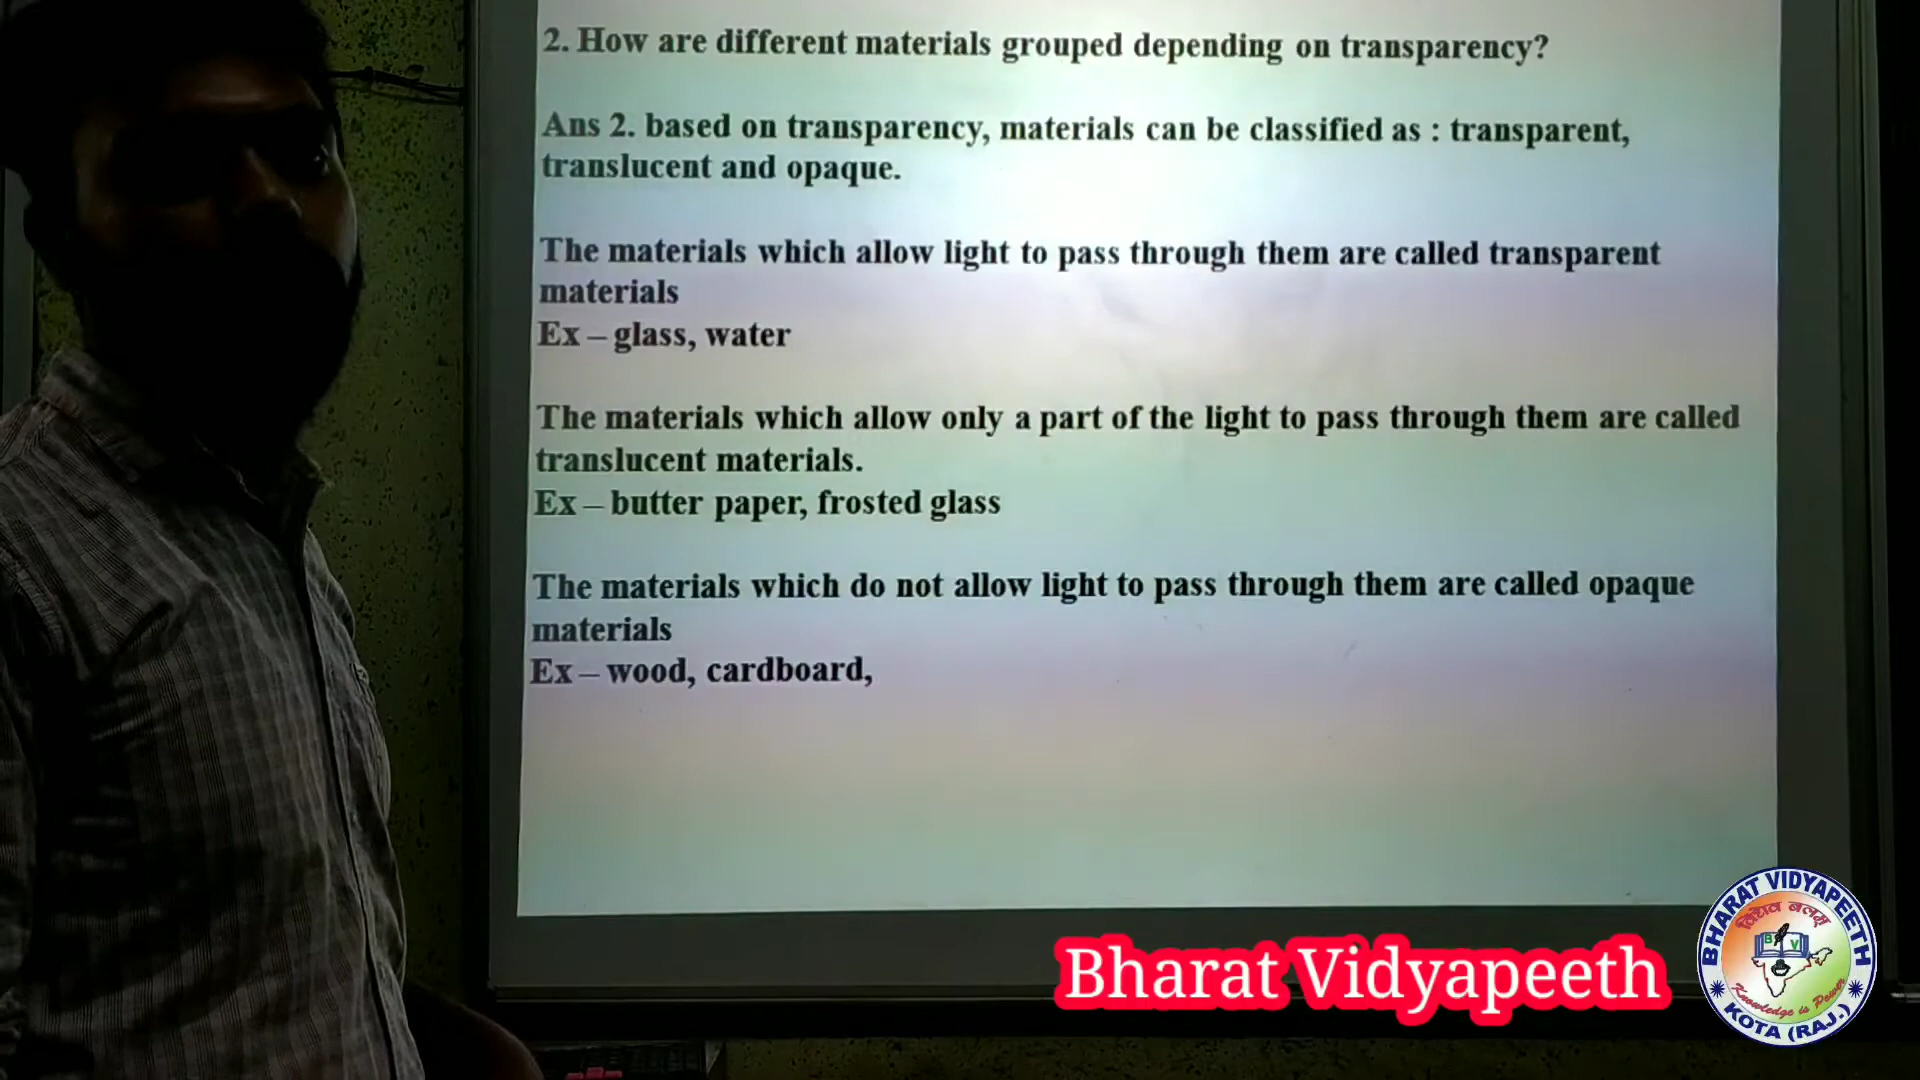 2. How are different materials grouped depending on transparency?
Ans 2. based on transparency, materials can be classified as : transparent,
translucent and opaque.
The materials which allow light to pass through them are called transparent
materials
Ex – glass, water
The materials which allow only a part of the light to pass through them are called
translucent materials.
Ex – butter paper, frosted glass
The materials which do not allow light to pass through them are called opaque
materials
Ex – wood, cardboard,
Bharat Vidyapeeth
BHARAT VIDYAPEETH
B V
Knowledge is Power
KOTA (RAJ.)